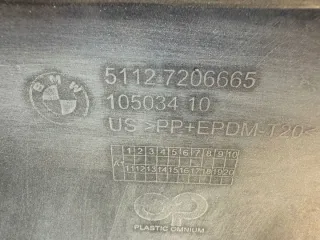 BMW
5112 7206665
105034 10
US >PP+EPDM-T20<
1 2 3 4 5 6 7 8 9 10
A
11 12 13 14 15 16 17 18 19 20
PLASTIC OMNIUM